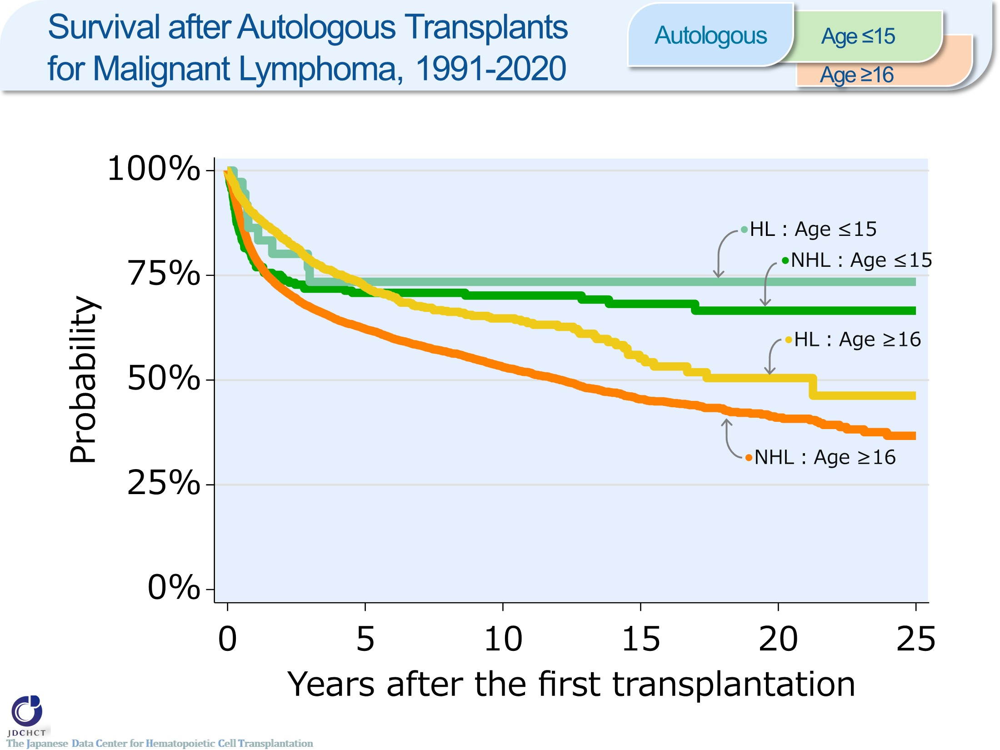 Survival after Autologous Transplants
for Malignant Lymphoma, 1991-2020
Autologous
Age ≤15
Age ≥16
100%
75%
50%
25%
0%
Probability
HL : Age ≤15
NHL : Age ≤15
HL : Age ≥16
NHL : Age ≥16
0 5 10 15 20 25
Years after the first transplantation
JDCHCT
The Japanese Data Center for Hematopoietic Cell Transplantation